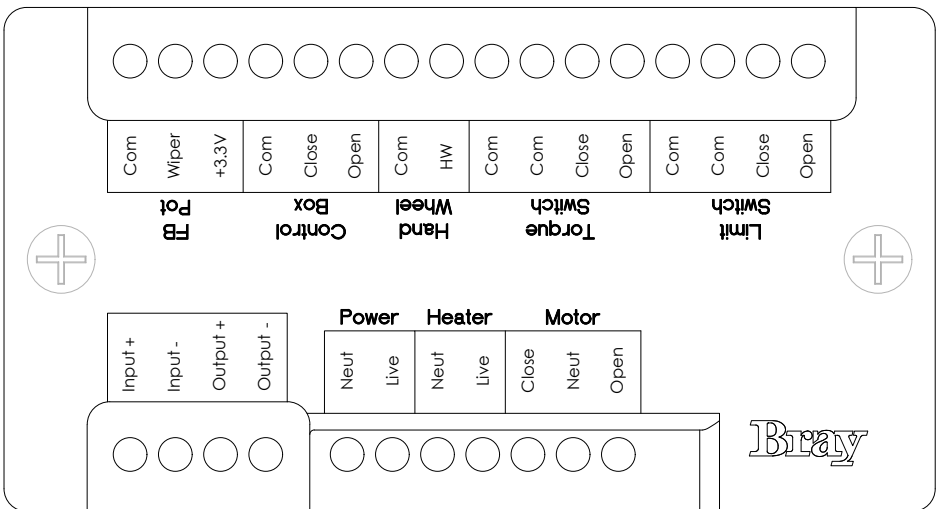 Com Wiper +3.3V Com Close Open Com HW Com Com Close Open Com Com Close Open
FB Pot
Control Box
Hand Wheel
Torque Switch
Limit Switch
Power Heater Motor
Input + Input - Output + Output - Neut Live Neut Live Close Neut Open
Bray